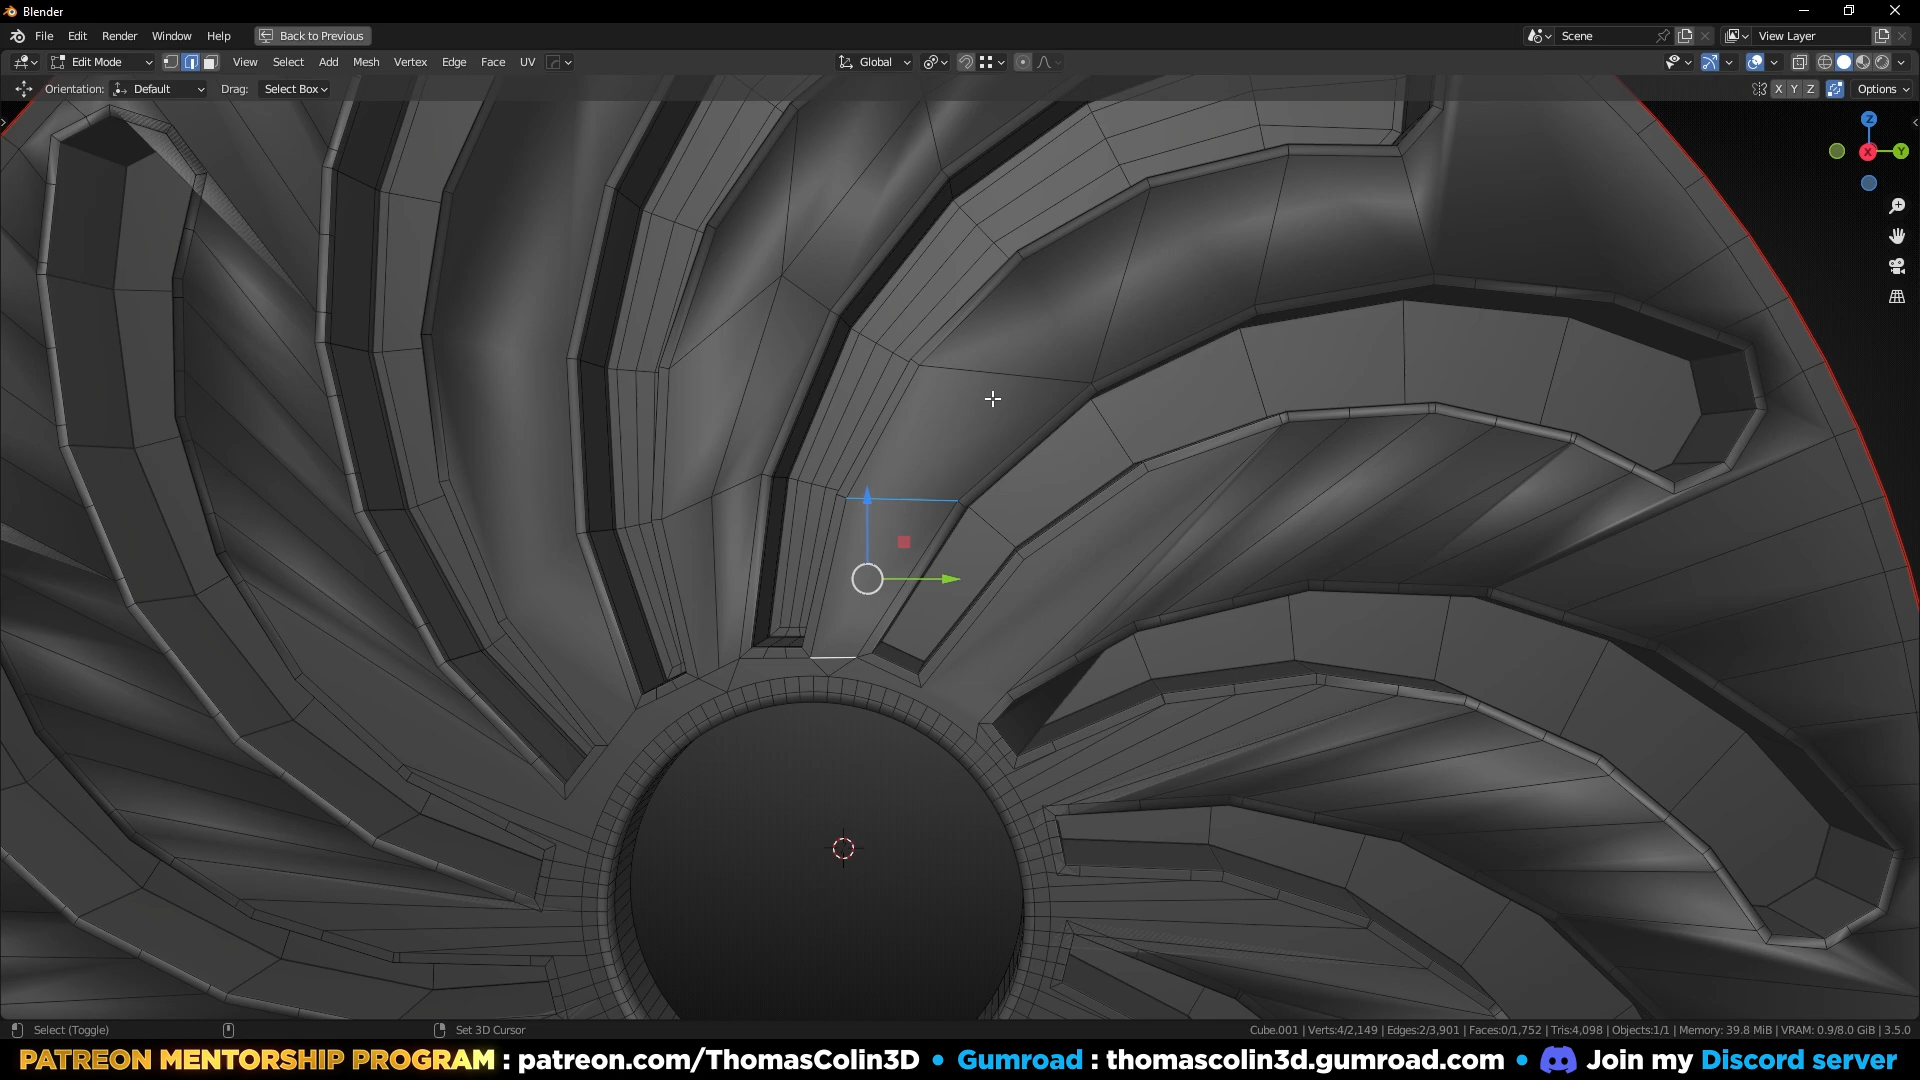 Blender
File Edit Render Window Help Back to Previous Scene View Layer
Edit Mode View Select Add Mesh Vertex Edge Face UV Global
Orientation: Default Drag: Select Box X Y Z Options
Z
X Y
Select (Toggle) Set 3D Cursor Cube.001 | Verts:4/2,149 | Edges:2/3,901 | Faces:0/1,752 | Tris:4,098 | Objects:1/1 | Memory: 39.8 MiB | VRAM: 0.9/8.0 GiB | 3.5.0
PATREON MENTORSHIP PROGRAM : patreon.com/ThomasColin3D • Gumroad : thomascolin3d.gumroad.com • Join my Discord server